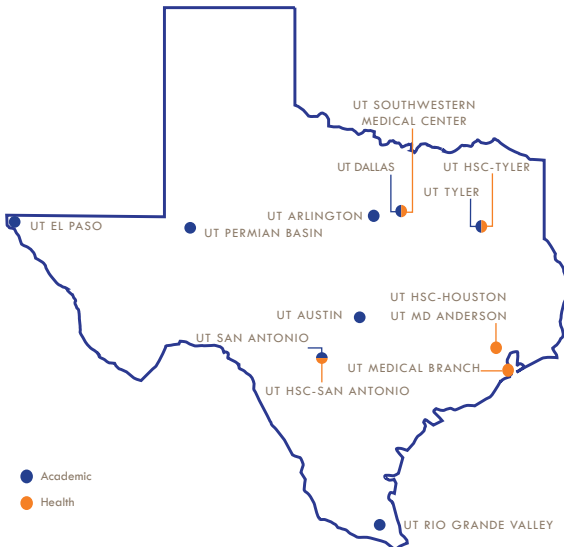 UT SOUTHWESTERN
MEDICAL CENTER
UT DALLAS
UT HSC-TYLER
UT TYLER
UT ARLINGTON
UT EL PASO
UT PERMIAN BASIN
UT HSC-HOUSTON
UT AUSTIN
UT MD ANDERSON
UT SAN ANTONIO
UT MEDICAL BRANCH
UT HSC-SAN ANTONIO
Academic
Health
UT RIO GRANDE VALLEY